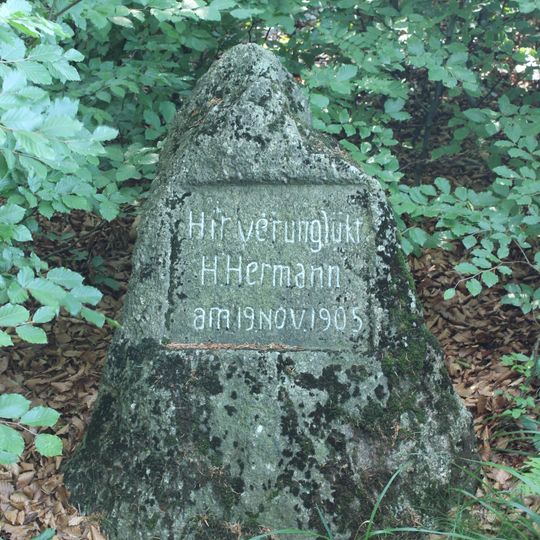 Hir verunglükt
H Hermann
am 19.NOV.1905